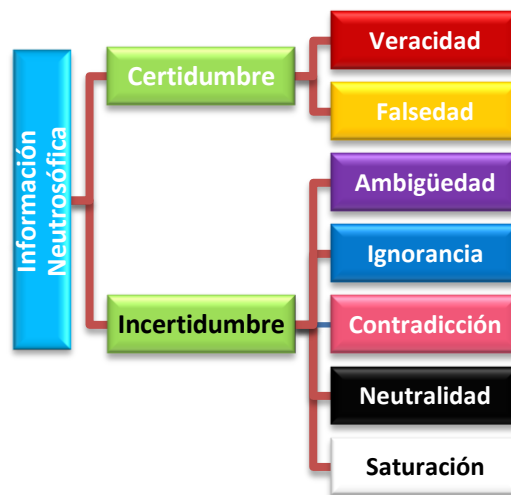 Información
Neutrosófica
Certidumbre
Veracidad
Falsedad
Incertidumbre
Ambigüedad
Ignorancia
Contradicción
Neutralidad
Saturación